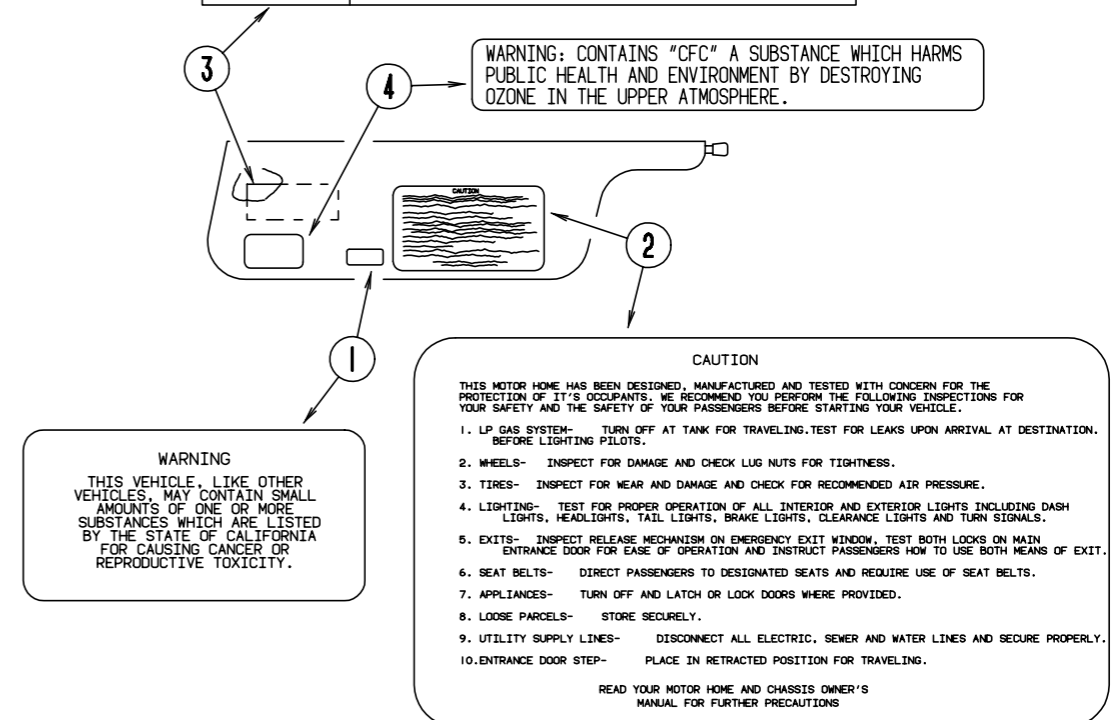 3
4
WARNING: CONTAINS "CFC" A SUBSTANCE WHICH HARMS
PUBLIC HEALTH AND ENVIRONMENT BY DESTROYING
OZONE IN THE UPPER ATMOSPHERE.
CAUTION
2
1
WARNING
THIS VEHICLE, LIKE OTHER
VEHICLES, MAY CONTAIN SMALL
AMOUNTS OF ONE OR MORE
SUBSTANCES WHICH ARE LISTED
BY THE STATE OF CALIFORNIA
FOR CAUSING CANCER OR
REPRODUCTIVE TOXICITY.
CAUTION
THIS MOTOR HOME HAS BEEN DESIGNED, MANUFACTURED AND TESTED WITH CONCERN FOR THE
PROTECTION OF IT'S OCCUPANTS. WE RECOMMEND YOU PERFORM THE FOLLOWING INSPECTIONS FOR
YOUR SAFETY AND THE SAFETY OF YOUR PASSENGERS BEFORE STARTING YOUR VEHICLE.
1. LP GAS SYSTEM- TURN OFF AT TANK FOR TRAVELING.TEST FOR LEAKS UPON ARRIVAL AT DESTINATION.
BEFORE LIGHTING PILOTS.
2. WHEELS- INSPECT FOR DAMAGE AND CHECK LUG NUTS FOR TIGHTNESS.
3. TIRES- INSPECT FOR WEAR AND DAMAGE AND CHECK FOR RECOMMENDED AIR PRESSURE.
4. LIGHTING- TEST FOR PROPER OPERATION OF ALL INTERIOR AND EXTERIOR LIGHTS INCLUDING DASH
LIGHTS, HEADLIGHTS, TAIL LIGHTS, BRAKE LIGHTS, CLEARANCE LIGHTS AND TURN SIGNALS.
5. EXITS- INSPECT RELEASE MECHANISM ON EMERGENCY EXIT WINDOW, TEST BOTH LOCKS ON MAIN
ENTRANCE DOOR FOR EASE OF OPERATION AND INSTRUCT PASSENGERS HOW TO USE BOTH MEANS OF EXIT.
6. SEAT BELTS- DIRECT PASSENGERS TO DESIGNATED SEATS AND REQUIRE USE OF SEAT BELTS.
7. APPLIANCES- TURN OFF AND LATCH OR LOCK DOORS WHERE PROVIDED.
8. LOOSE PARCELS- STORE SECURELY.
9. UTILITY SUPPLY LINES- DISCONNECT ALL ELECTRIC, SEWER AND WATER LINES AND SECURE PROPERLY.
10.ENTRANCE DOOR STEP- PLACE IN RETRACTED POSITION FOR TRAVELING.
READ YOUR MOTOR HOME AND CHASSIS OWNER'S
MANUAL FOR FURTHER PRECAUTIONS